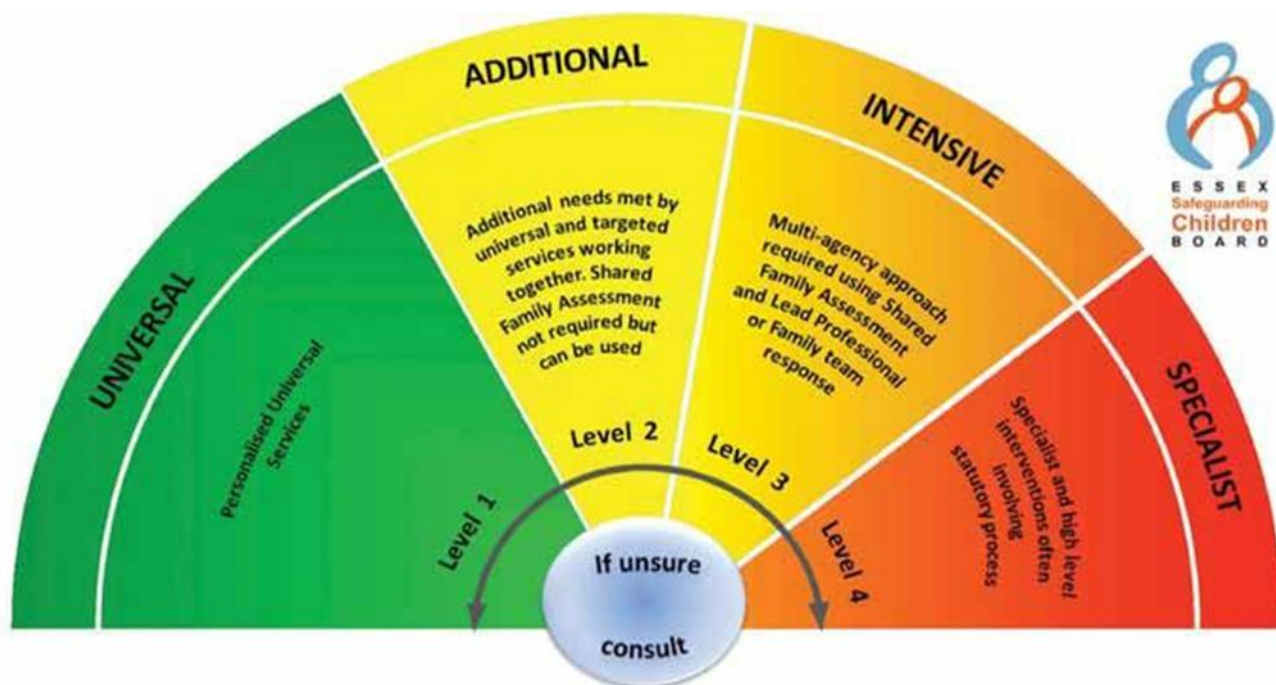 UNIVERSAL
Personalised Universal
Services
Level 1
ADDITIONAL
Additional needs met by
universal and targeted
services working
together. Shared
Family Assessment
not required but
can be used
Level 2
INTENSIVE
Multi-agency approach
required using Shared
Family Assessment
and Lead Professional
or Family team
response
Level 3
SPECIALIST
Specialist and high level
interventions often
involving
statutory process
Level 4
If unsure
consult
ESSEX
Safeguarding
Children
BOARD